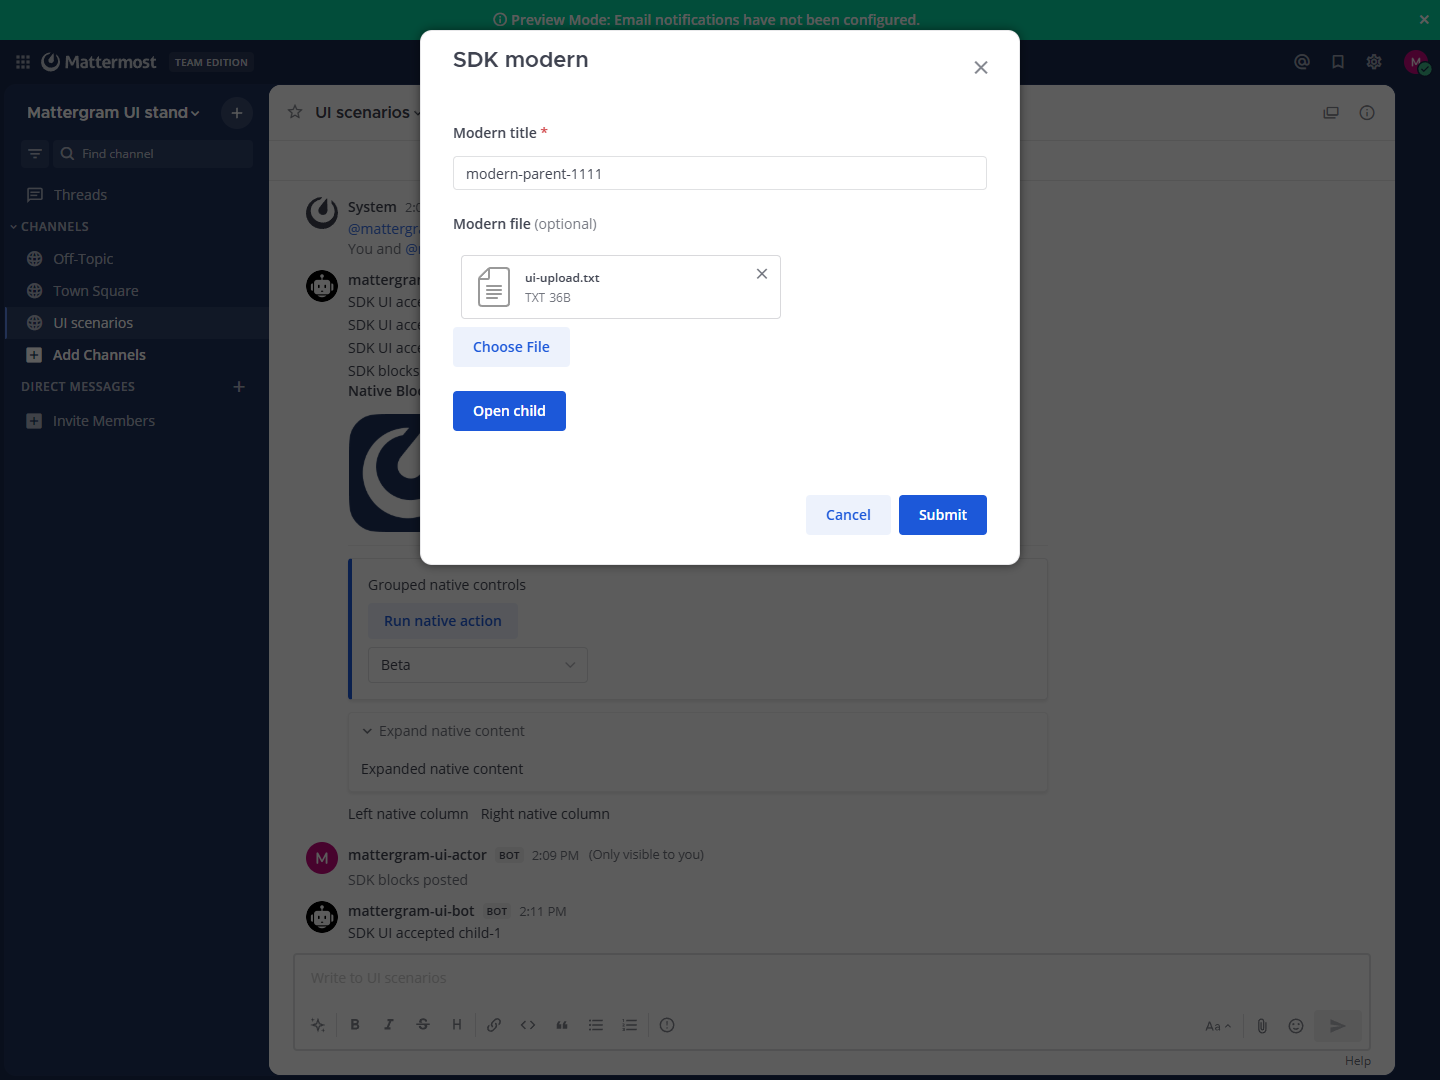 Preview Mode: Email notifications have not been configured.
Mattermost
TEAM EDITION
Mattergram UI stand
Find channel
Threads
CHANNELS
Off-Topic
Town Square
UI scenarios
Add Channels
DIRECT MESSAGES
Invite Members
UI scenarios
System 2:0
@mattergr
You and @
mattergra
SDK UI acce
SDK UI acce
SDK UI acce
SDK blocks
Native Blo
SDK modern
Modern title *
modern-parent-1111
Modern file (optional)
ui-upload.txt
TXT 36B
Choose File
Open child
Cancel
Submit
Grouped native controls
Run native action
Beta
Expand native content
Expanded native content
Left native column Right native column
M
mattergram-ui-actor BOT 2:09 PM (Only visible to you)
SDK blocks posted
mattergram-ui-bot BOT 2:11 PM
SDK UI accepted child-1
Write to UI scenarios
B I S H
Aa
Help